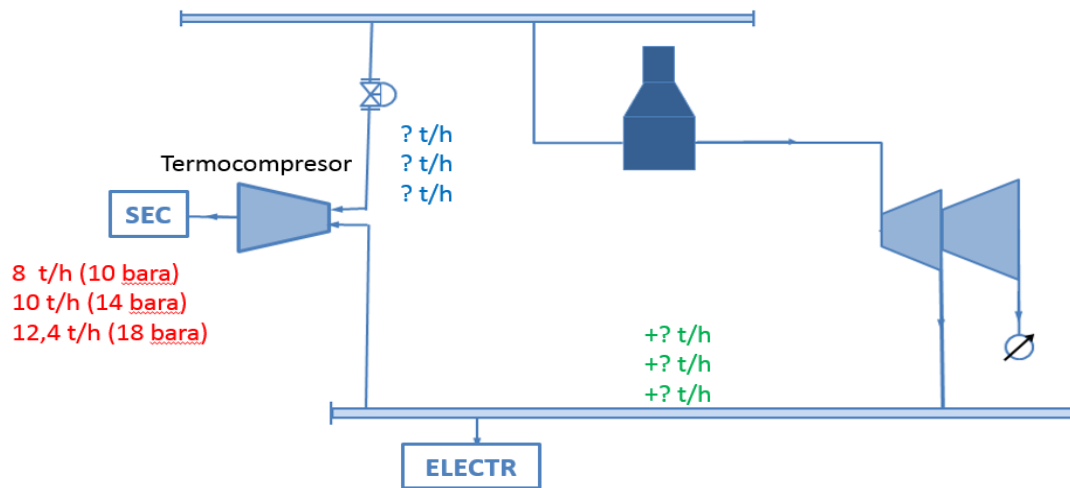 ? t/h
? t/h
? t/h
Termocompresor
SEC
8 t/h (10 bara)
10 t/h (14 bara)
12,4 t/h (18 bara)
+? t/h
+? t/h
+? t/h
ELECTR